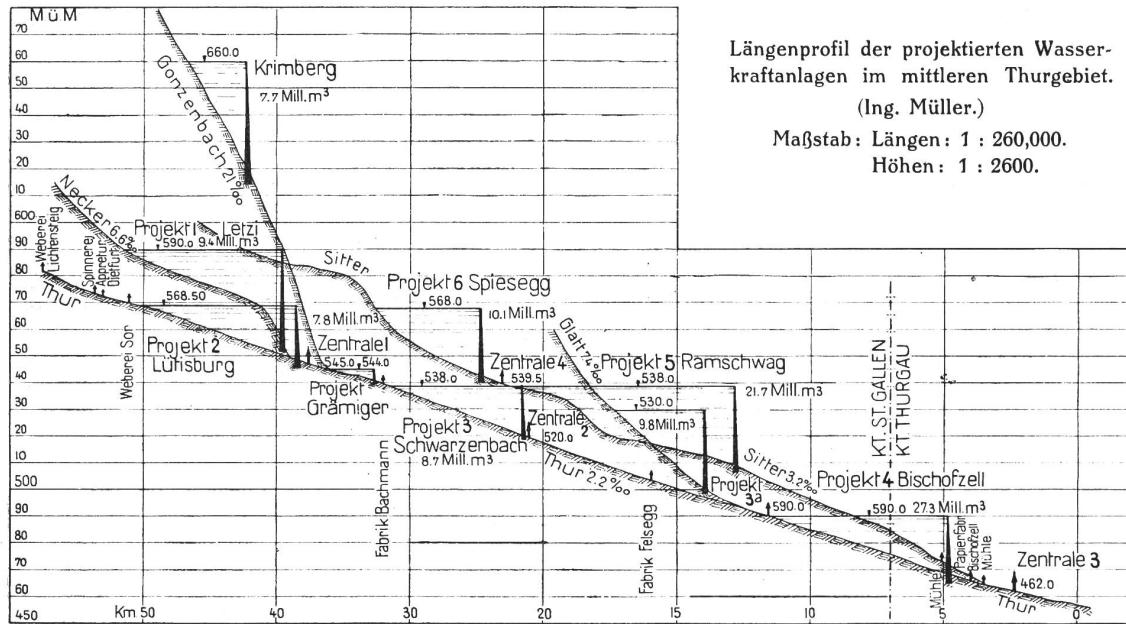 Längenprofil der projektierten Wasser-
kraftanlagen im mittleren Thurgebiet.
(Ing. Müller.)
Maßstab: Längen: 1 : 260,000.
Höhen: 1 : 2600.
M ü M
80
70
60
50
40
30
20
10
600
90
80
70
60
50
40
30
20
10
500
90
80
70
60
450
Km 50
40
30
20
15
10
5
0
660.0
Krimberg
7.7 Mill.m³
Gonzenbach 21‰
Necker 6.6‰
Projekt 1 Letzi
590.0 9.4 Mill.m³
Weberei
Lichtensteig
Spinnerei
Appretur
Dietfurt
Thur
568.50
7.8 Mill.m³
Weberei Sor
Projekt 2
Lütisburg
Zentrale 1
545.0 544.0
Projekt
Grämiger
Sitter
Projekt 6 Spiesegg
568.0
10.1 Mill.m³
538.0
Projekt 3
Schwarzenbach
8.7 Mill.m³
Fabrik Bachmann
Zentrale 4
539.5
Zentrale
2
520.0
Thur 2.2‰
Glatt 7.4‰
Projekt 5 Ramschwag
538.0
21.7 Mill.m³
530.0
9.8 Mill.m³
Fabrik Felsegg
Projekt
3a
590.0
Sitter 3.2‰
KT. ST. GALLEN
KT. THURGAU
Projekt 4 Bischofzell
590.0 27.3 Mill.m³
Mühle
Papierfabr.
Bischofzell
Mühle
Zentrale 3
462.0
Thur